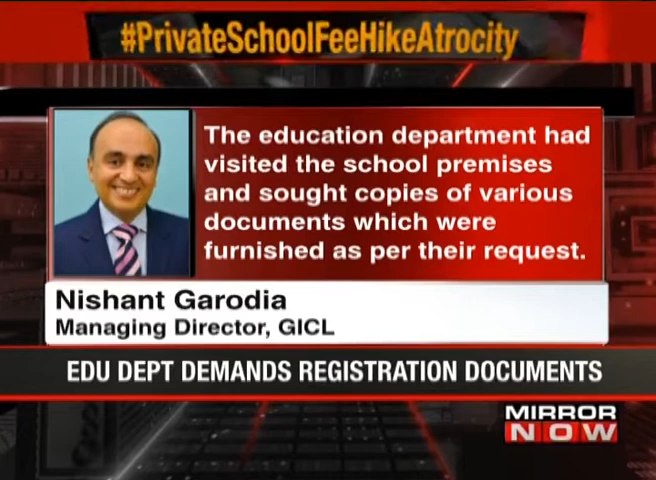 #PrivateSchoolFeeHikeAtrocity
The education department had
visited the school premises
and sought copies of various
documents which were
furnished as per their request.
Nishant Garodia
Managing Director, GICL
EDU DEPT DEMANDS REGISTRATION DOCUMENTS
MIRROR
NOW